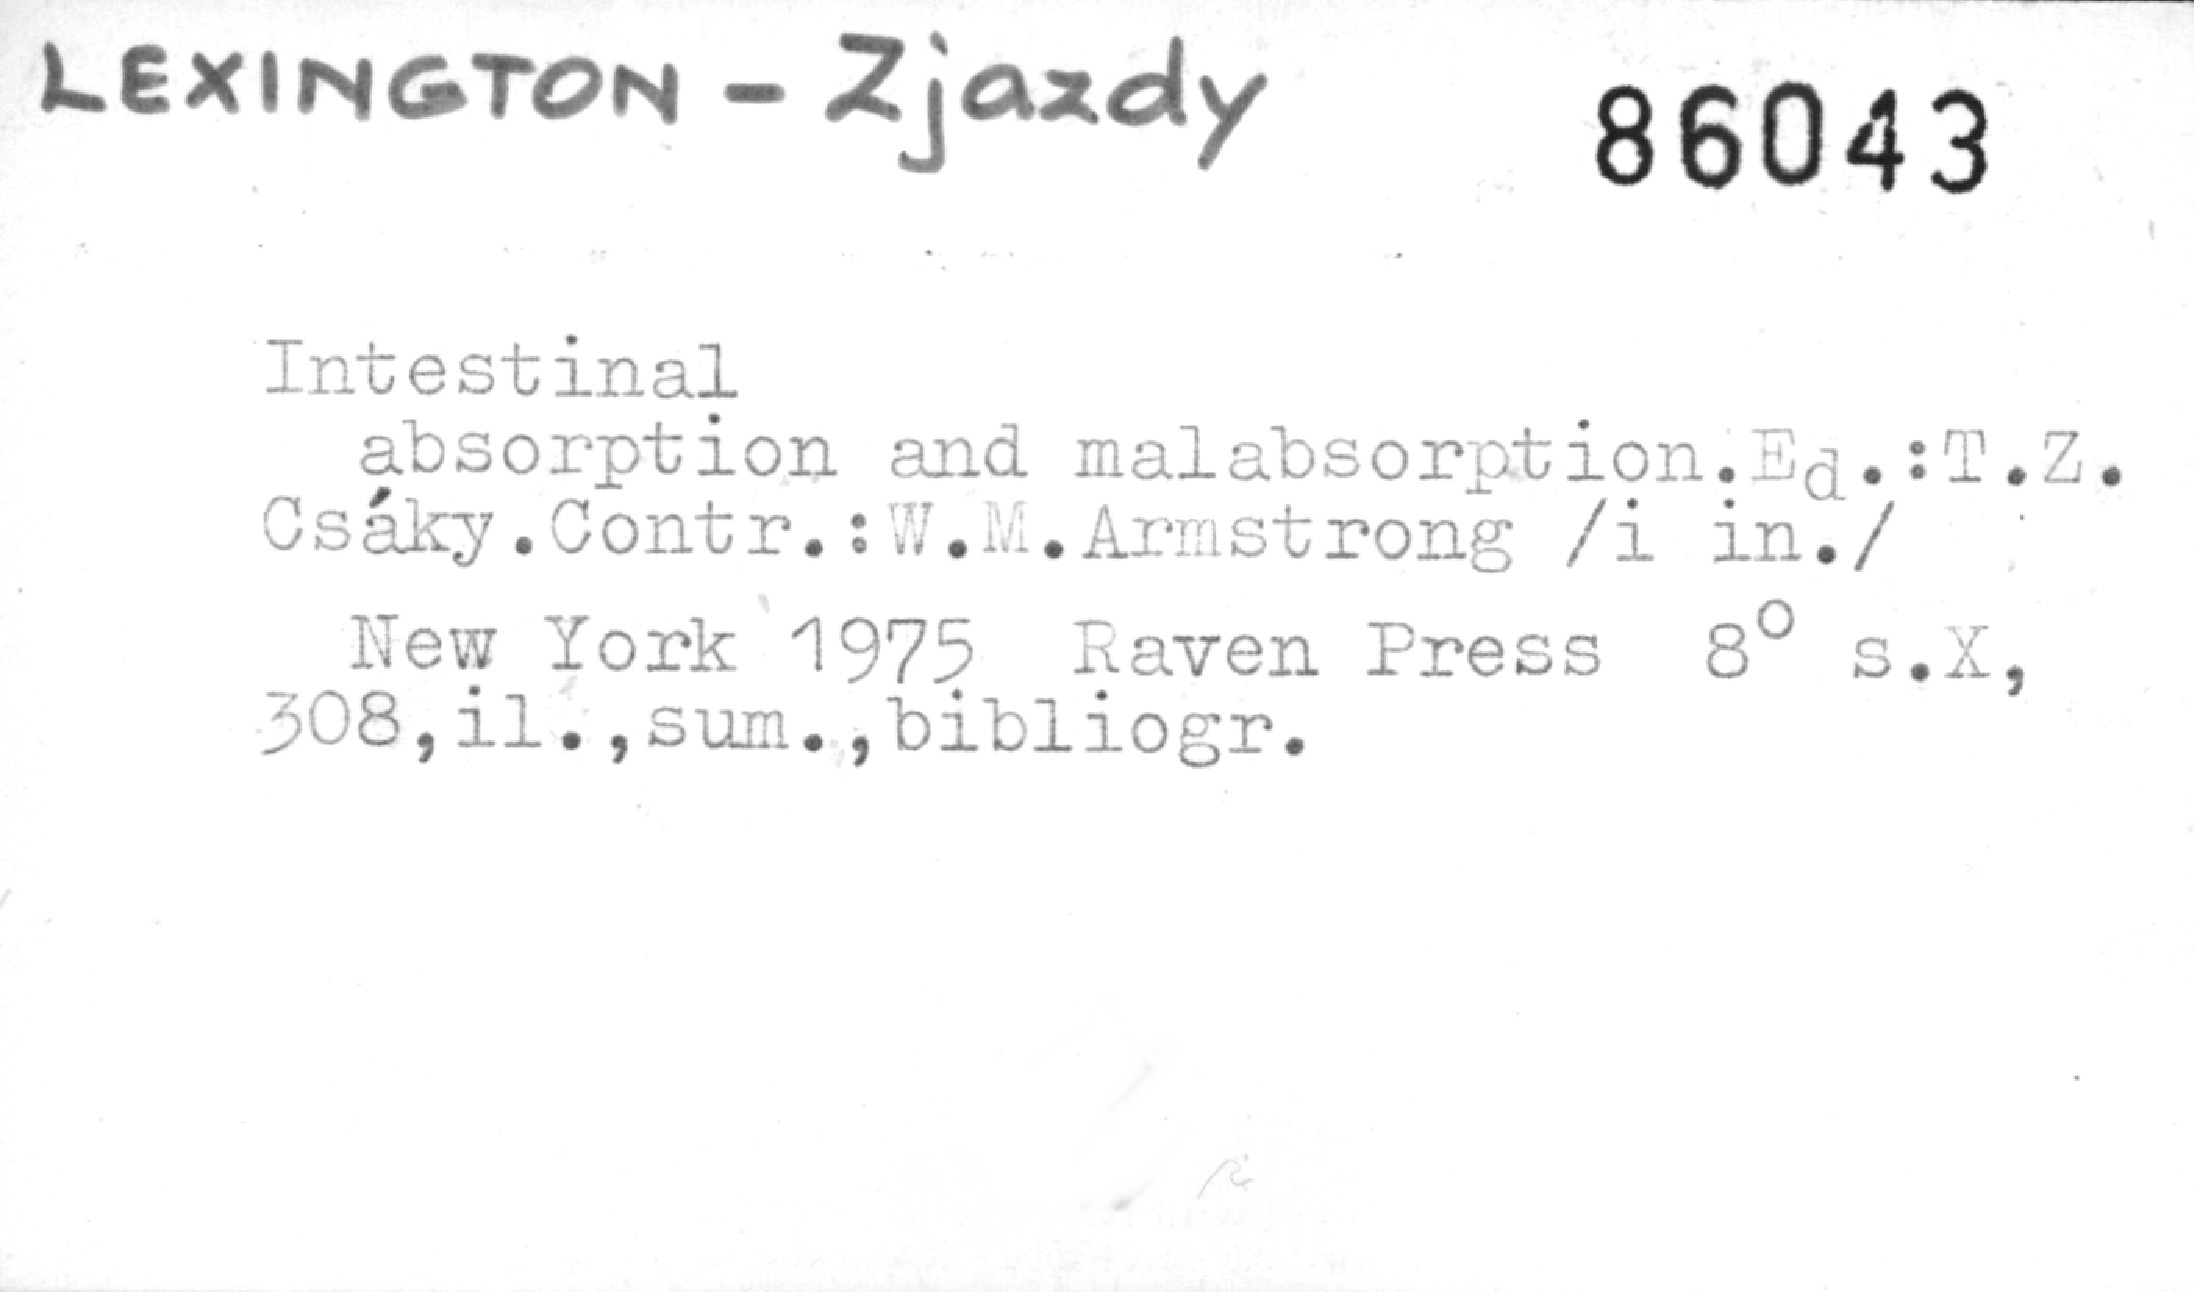 LEXINGTON - Zjazdy
86043
Intestinal
absorption and malabsorption.Ed.:T.Z.
Csáky.Contr.:W.M.Armstrong /i in./
New York 1975 Raven Press 8° s.X,
308,il.,sum.,bibliogr.